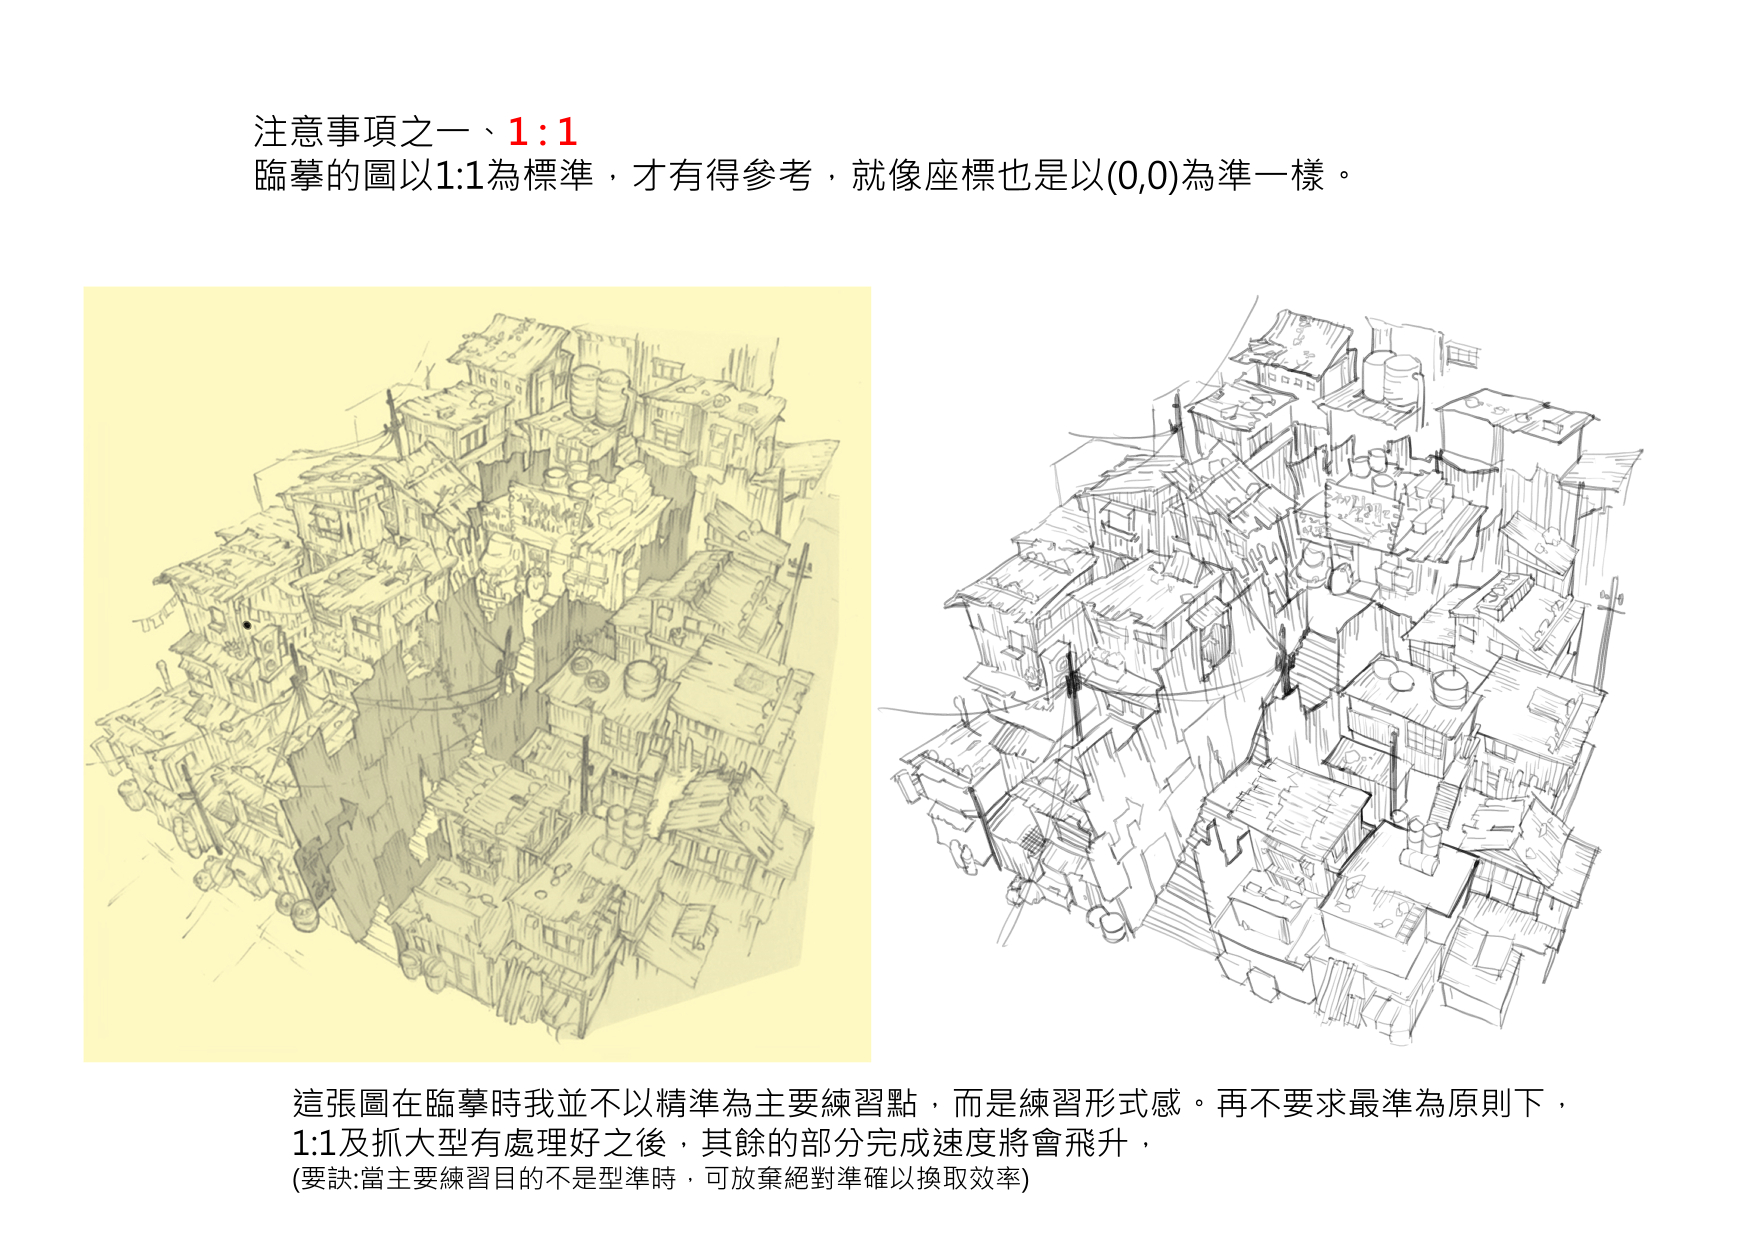 注意事項之一、1:1
臨摹的圖以1:1為標準，才有得參考，就像座標也是以(0,0)為準一樣。
這張圖在臨摹時我並不以精準為主要練習點，而是練習形式感。再不要求最準為原則下，
1:1及抓大型有處理好之後，其餘的部分完成速度將會飛升，
(要訣:當主要練習目的不是型準時，可放棄絕對準確以換取效率)